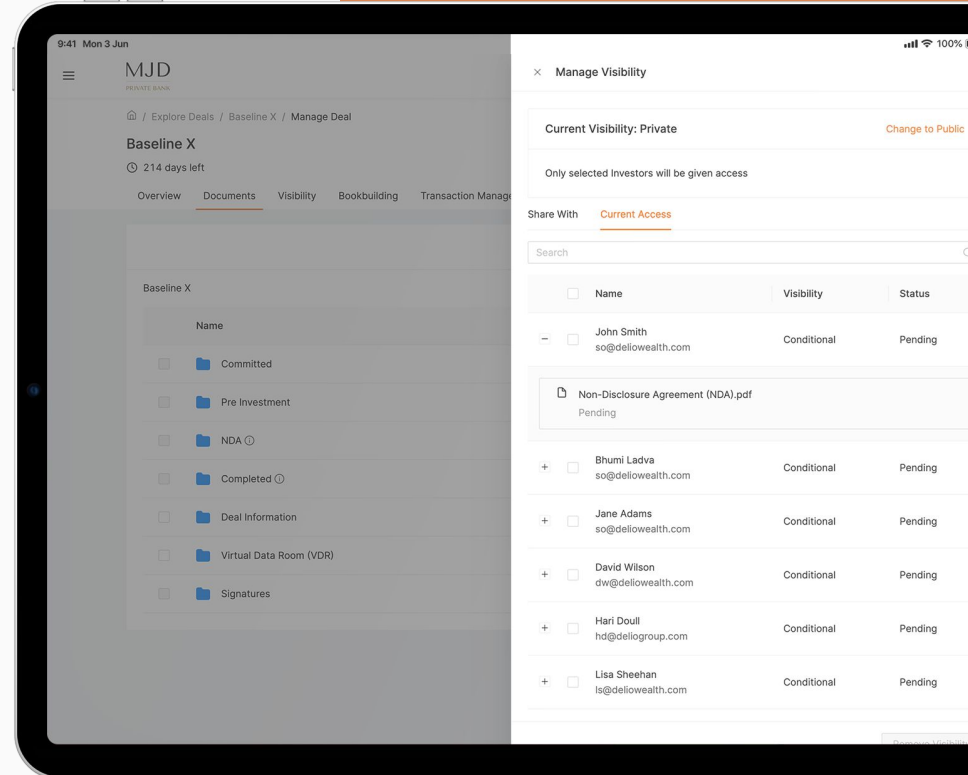 9:41 Mon 3 Jun
100%
MJD
PRIVATE BANK
/ Explore Deals / Baseline X / Manage Deal
Baseline X
214 days left
Overview Documents Visibility Bookbuilding Transaction Manage
Baseline X
Name
Committed
Pre Investment
NDA
Completed
Deal Information
Virtual Data Room (VDR)
Signatures
× Manage Visibility
Current Visibility: Private Change to Public
Only selected Investors will be given access
Share With Current Access
Search
Name Visibility Status
John Smith
so@deliowealth.com
Conditional Pending
Non-Disclosure Agreement (NDA).pdf
Pending
Bhumi Ladva
so@deliowealth.com
Conditional Pending
Jane Adams
so@deliowealth.com
Conditional Pending
David Wilson
dw@deliowealth.com
Conditional Pending
Hari Doull
hd@deliogroup.com
Conditional Pending
Lisa Sheehan
ls@deliowealth.com
Conditional Pending
Remove Visibility